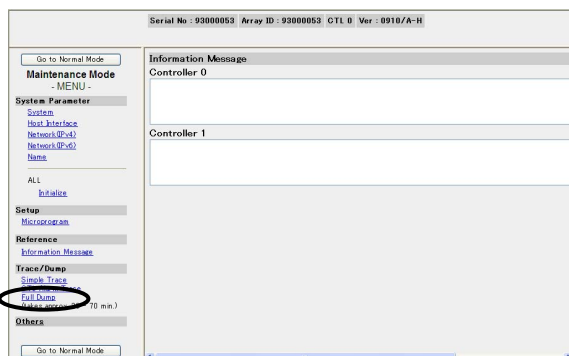 Serial No : 93000053 Array ID : 93000053 CTL 0 Ver : 0910/A-H
Go to Normal Mode
Maintenance Mode
- MENU -
System Parameter
System
Host Interface
Network(IPv4)
Network(IPv6)
Name
ALL
Initialize
Setup
Microprogram
Reference
Information Message
Trace/Dump
Simple Trace
Full Dump
(takes approx. 70 min.)
Others
Go to Normal Mode
Information Message
Controller 0
Controller 1